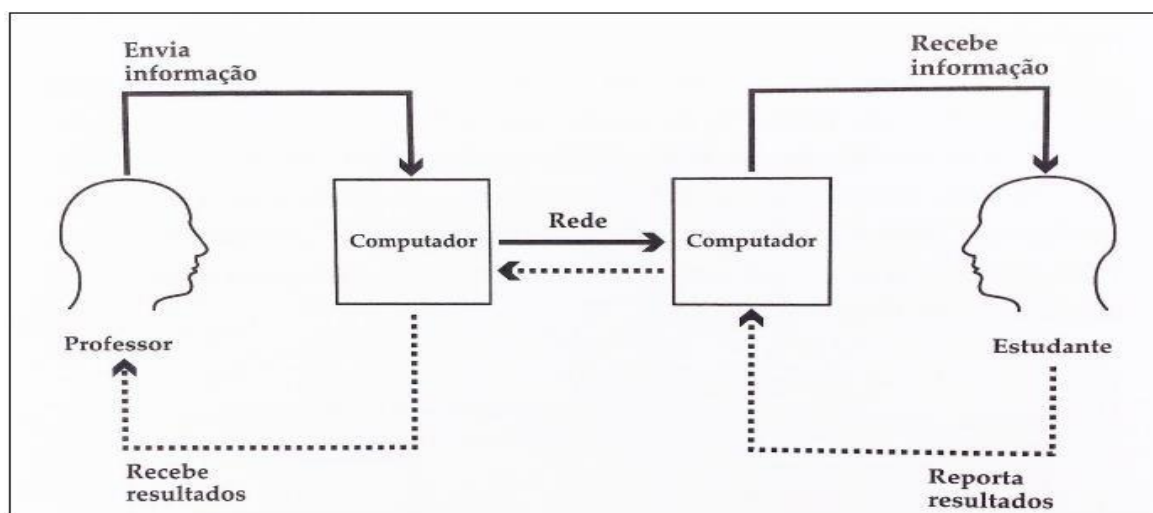 Envia
informação
Recebe
informação
Computador
Rede
Computador
Professor
Estudante
Recebe
resultados
Reporta
resultados